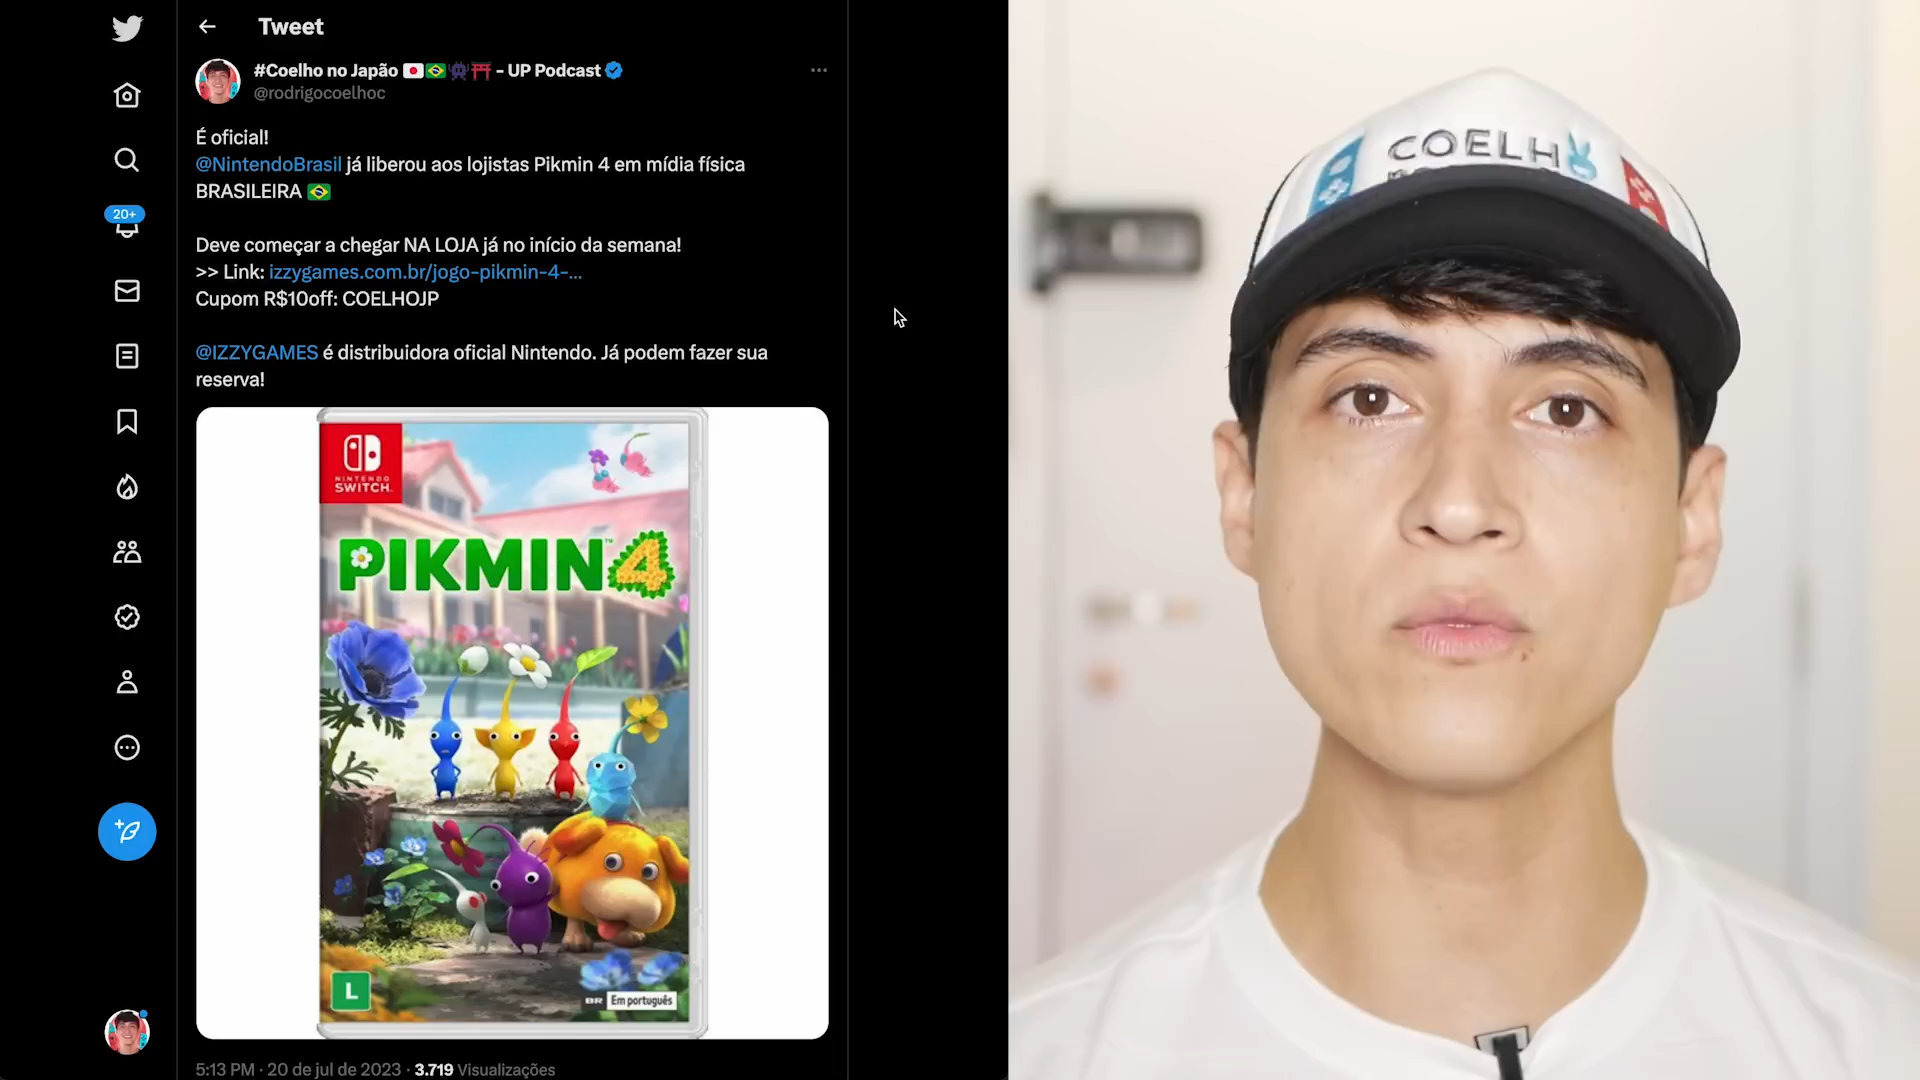 Tweet
#Coelho no Japão 🇯🇵🇧🇷👾⛩️ - UP Podcast
@rodrigocoelhoc
É oficial!
@NintendoBrasil já liberou aos lojistas Pikmin 4 em mídia física
BRASILEIRA 🇧🇷
Deve começar a chegar NA LOJA já no início da semana!
>> Link: izzygames.com.br/jogo-pikmin-4-...
Cupom R$10off: COELHOJP
@IZZYGAMES é distribuidora oficial Nintendo. Já podem fazer sua
reserva!
20+
NINTENDO
SWITCH
PIKMIN 4
L
BR Em português
5:13 PM · 20 de jul de 2023 · 3.719 Visualizações
COELH